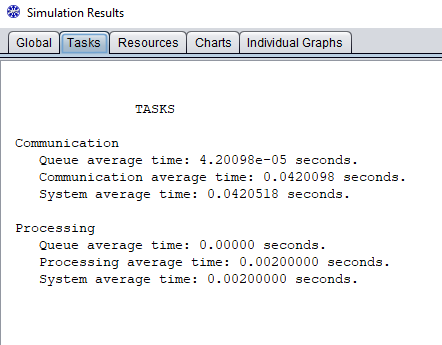 Simulation Results
Global Tasks Resources Charts Individual Graphs
TASKS
Communication
Queue average time: 4.20098e-05 seconds.
Communication average time: 0.0420098 seconds.
System average time: 0.0420518 seconds.
Processing
Queue average time: 0.00000 seconds.
Processing average time: 0.00200000 seconds.
System average time: 0.00200000 seconds.